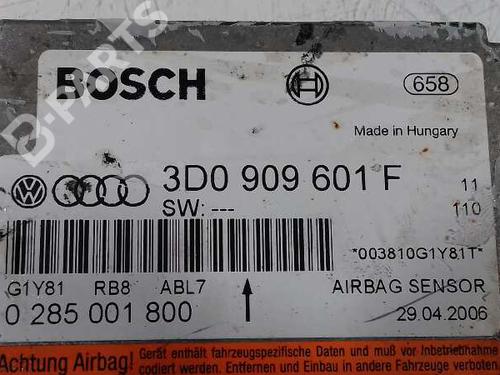 BOSCH
658
Made in Hungary
3D0 909 601 F
11
SW: ---
110
*003810G1Y81T*
G1Y81 RB8 ABL7
AIRBAG SENSOR
0 285 001 800
29.04.2006
Achtung Airbag!
Gerät enthält fahrzeugspezifische Daten und muß vor Inbetriebnahme
codiert werden. Entfernen und Einbau in andere Fahrzeuge verboten
B-PARTS